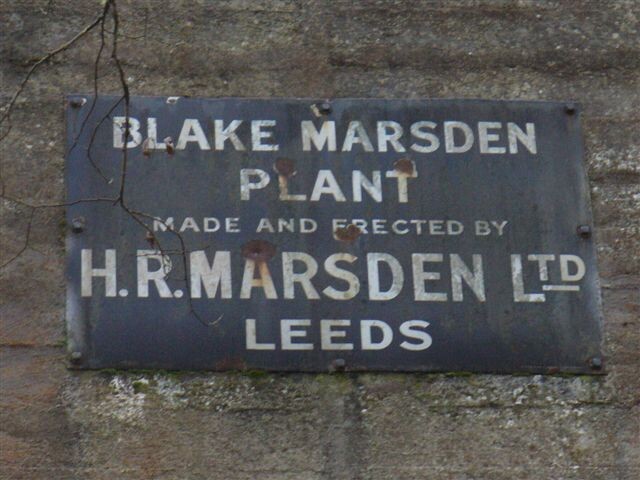 BLAKE MARSDEN
PLANT
MADE AND ERECTED BY
H.R. MARSDEN LTD
LEEDS